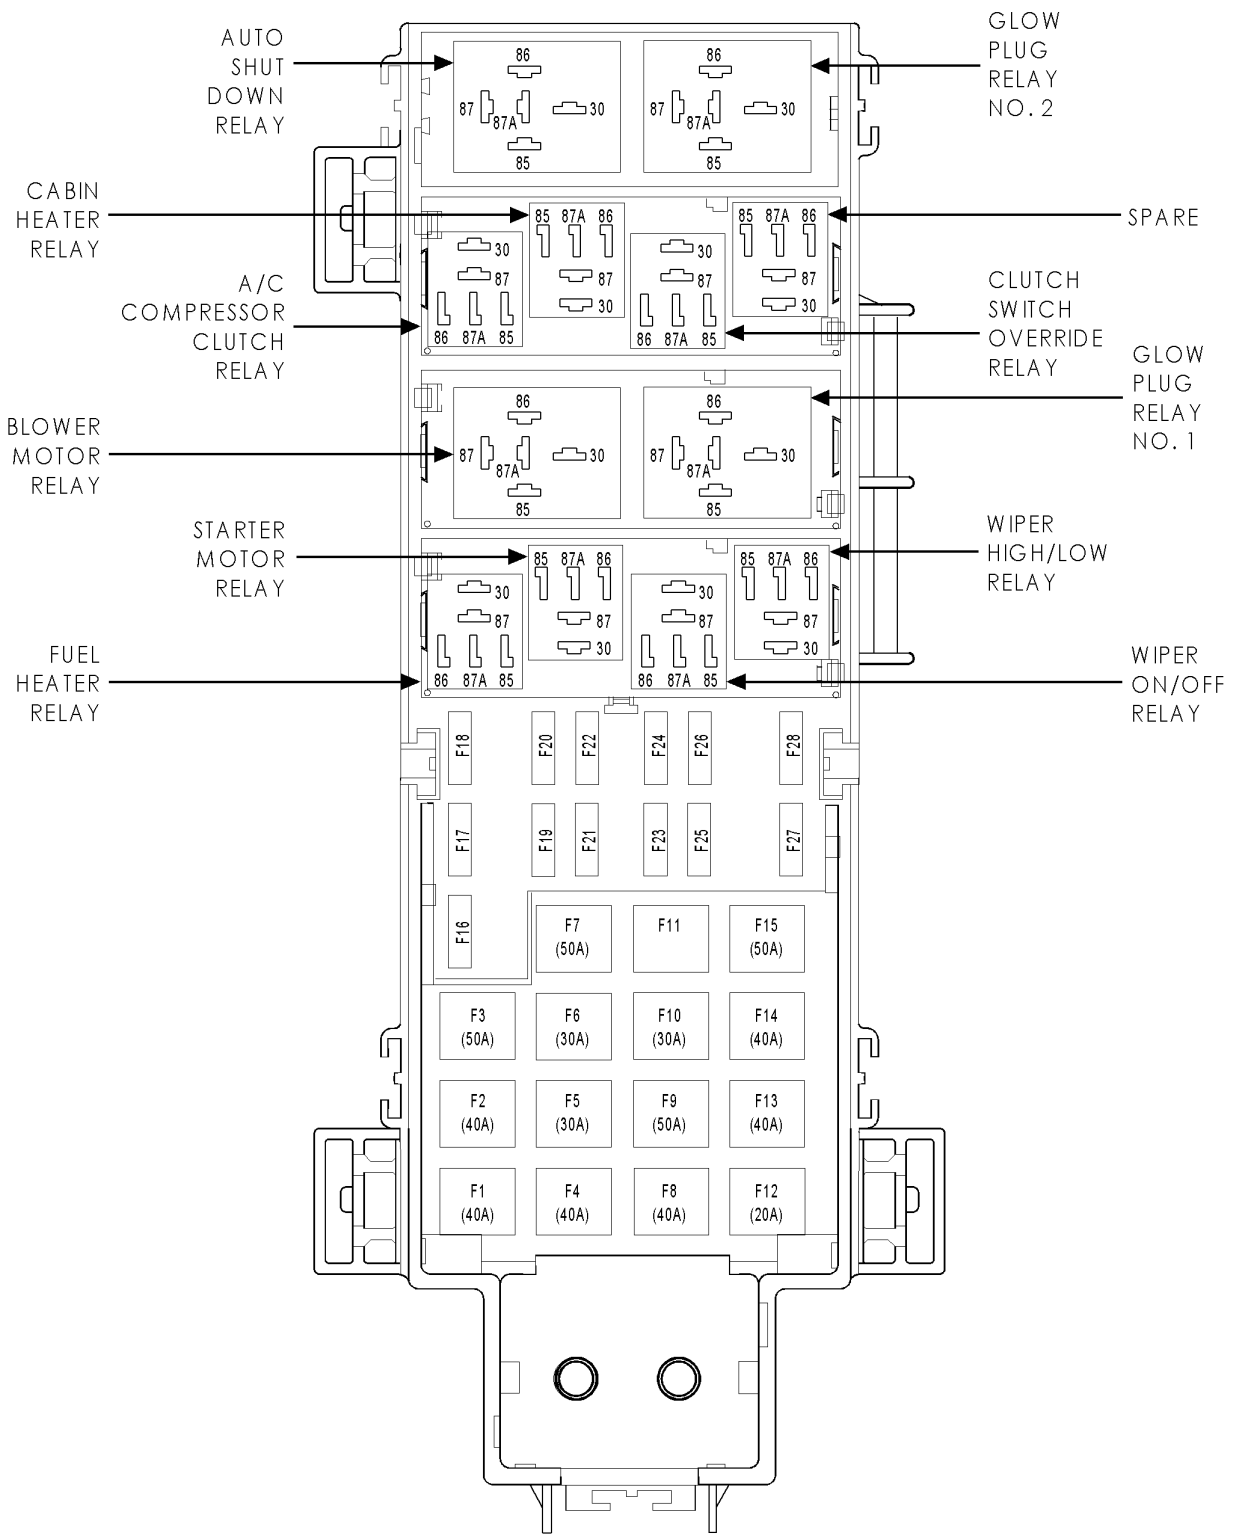 AUTO
SHUT
DOWN
RELAY
GLOW
PLUG
RELAY
NO. 2
86
87
87A
30
85
86
87
87A
30
85
CABIN
HEATER
RELAY
SPARE
85 87A 86
87
30
85 87A 86
87
30
A/C
COMPRESSOR
CLUTCH
RELAY
30
87
86 87A 85
30
87
86 87A 85
CLUTCH
SWITCH
OVERRIDE
RELAY
GLOW
PLUG
RELAY
NO. 1
BLOWER
MOTOR
RELAY
86
87
87A
30
85
86
87
87A
30
85
STARTER
MOTOR
RELAY
WIPER
HIGH/LOW
RELAY
85 87A 86
87
30
85 87A 86
87
30
FUEL
HEATER
RELAY
30
87
86 87A 85
30
87
86 87A 85
WIPER
ON/OFF
RELAY
F18 F20 F22 F24 F26 F28
F17 F19 F21 F23 F25 F27
F16
F7
(50A)
F11
F15
(50A)
F3
(50A)
F6
(30A)
F10
(30A)
F14
(40A)
F2
(40A)
F5
(30A)
F9
(50A)
F13
(40A)
F1
(40A)
F4
(40A)
F8
(40A)
F12
(20A)